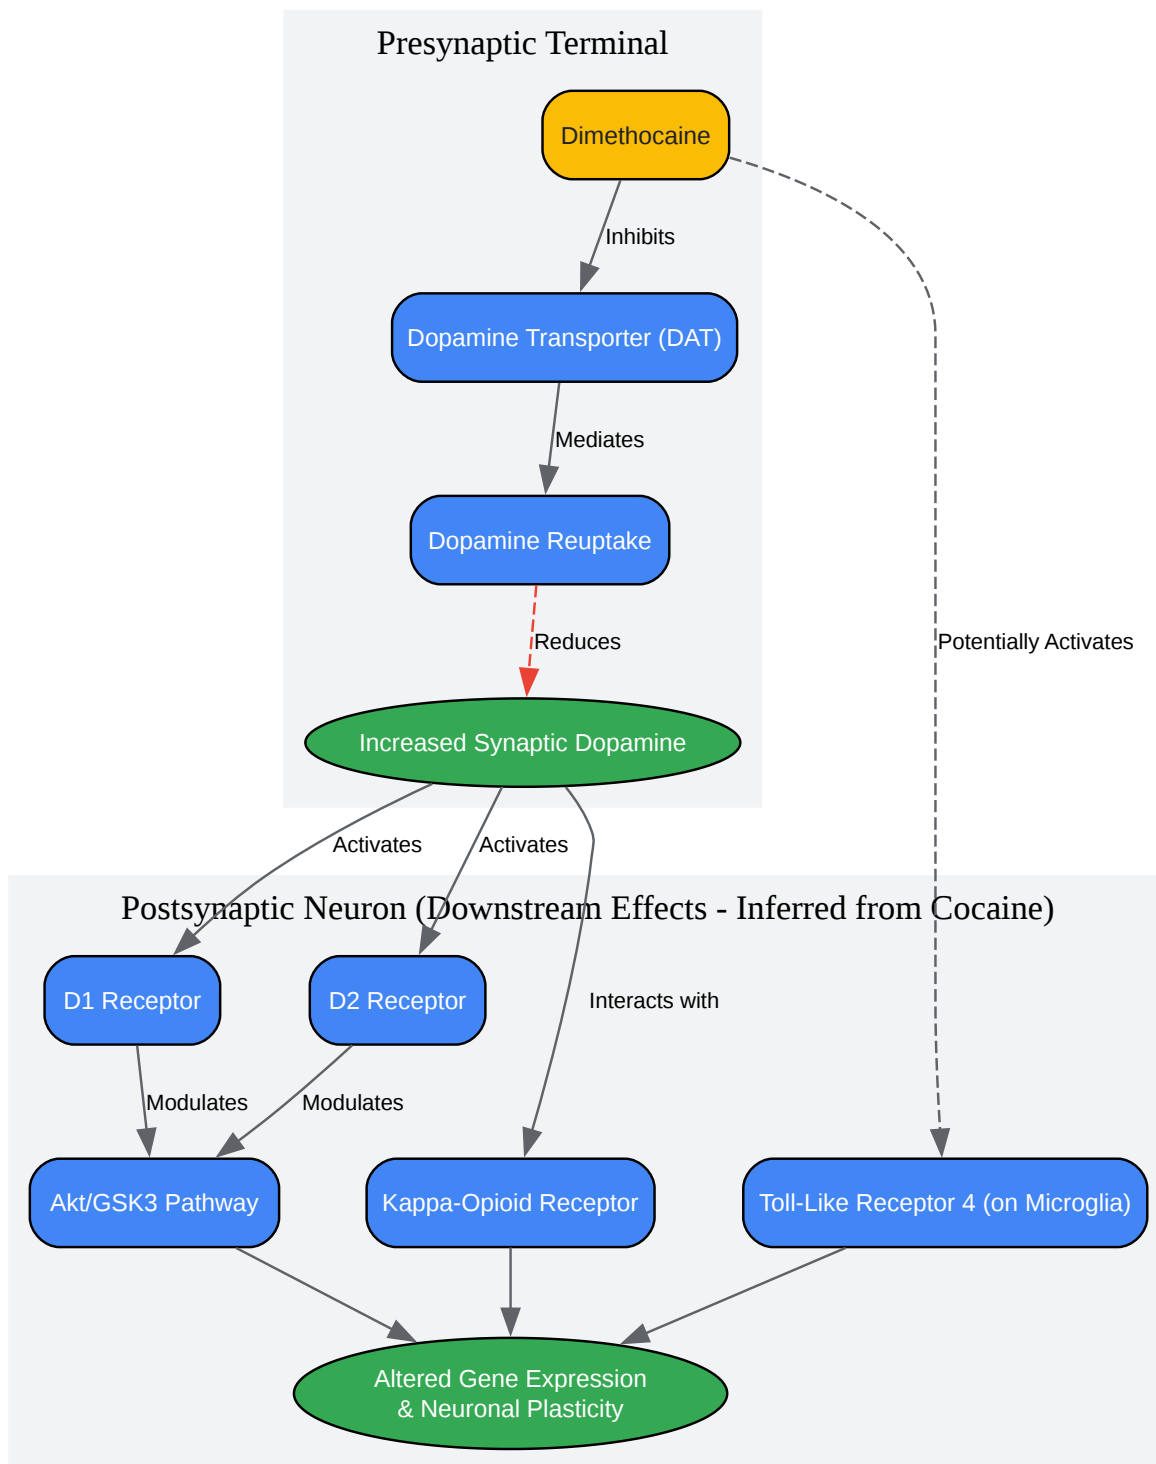 Presynaptic Terminal
Dimethocaine
Inhibits
Dopamine Transporter (DAT)
Mediates
Dopamine Reuptake
Reduces
Potentially Activates
Increased Synaptic Dopamine
Activates
Activates
Postsynaptic Neuron (Downstream Effects - Inferred from Cocaine)
D1 Receptor
D2 Receptor
Interacts with
Modulates
Modulates
Akt/GSK3 Pathway
Kappa-Opioid Receptor
Toll-Like Receptor 4 (on Microglia)
Altered Gene Expression
& Neuronal Plasticity